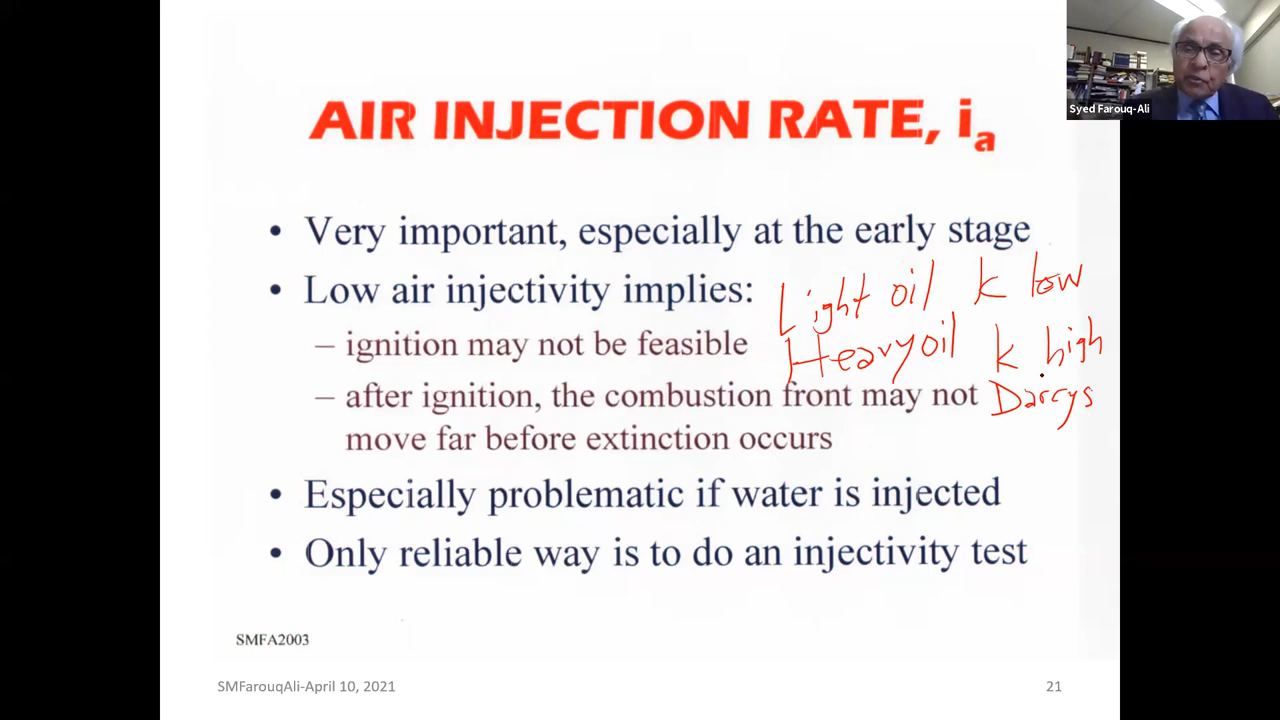 Syed Farouq-Ali
AIR INJECTION RATE, ia
• Very important, especially at the early stage
• Low air injectivity implies:
Light oil k low
– ignition may not be feasible
Heavy oil k high
– after ignition, the combustion front may not
Darcys
move far before extinction occurs
• Especially problematic if water is injected
• Only reliable way is to do an injectivity test
SMFA2003
SMFarouqAli-April 10, 2021
21